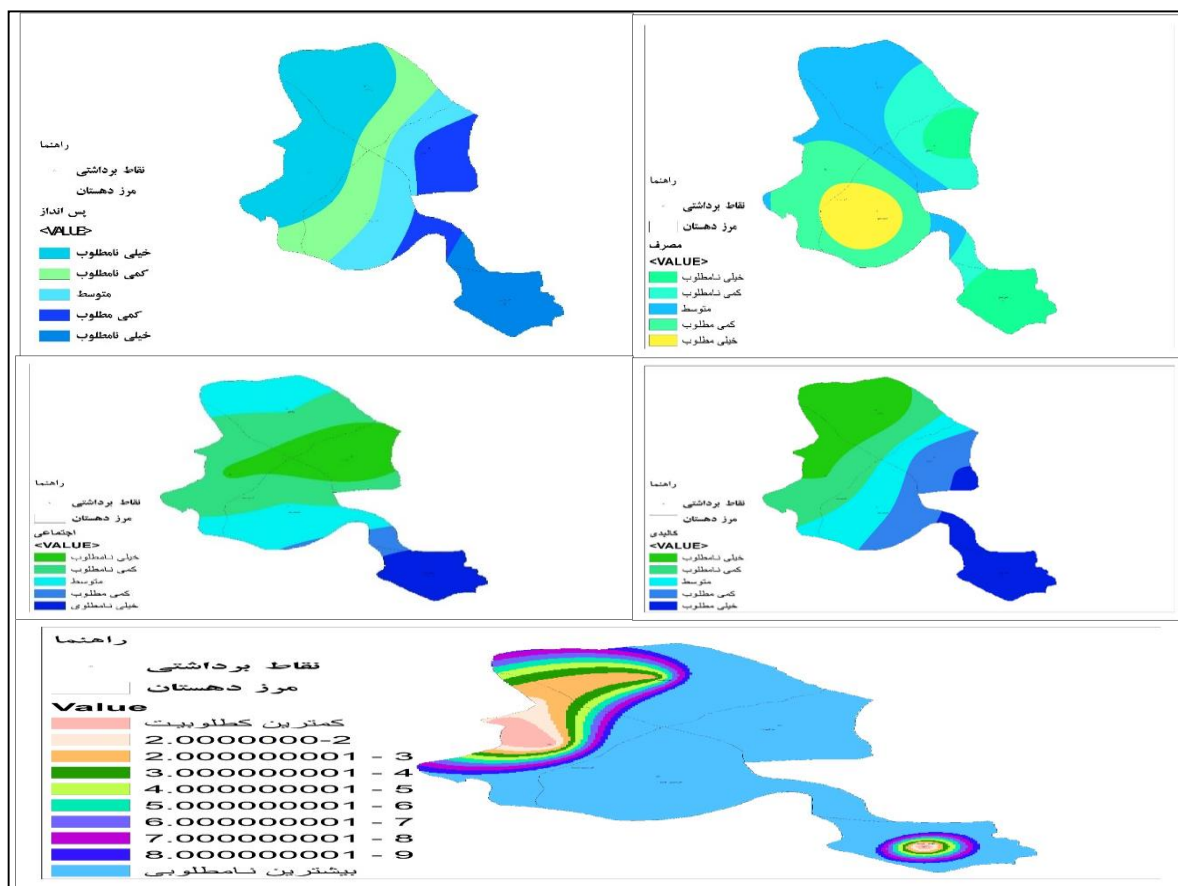 راهنما
نقاط برداشتی
مرز دهستان
پس انداز
<VALUE>
خیلی نامطلوب
کمی نامطلوب
متوسط
کمی مطلوب
خیلی نامطلوب
راهنما
نقاط برداشتی
مرز دهستان
مصرف
<VALUE>
خیلی نامطلوب
کمی نامطلوب
متوسط
کمی مطلوب
خیلی مطلوب
راهنما
نقاط برداشتی
مرز دهستان
اجتماعی
<VALUE>
خیلی نامطلوب
کمی نامطلوب
متوسط
کمی مطلوب
خیلی نامطلوی
راهنما
نقاط برداشتی
مرز دهستان
کالبدی
<VALUE>
خیلی نامطلوب
کمی نامطلوب
متوسط
کمی مطلوب
خیلی مطلوب
راهنما
نقاط برداشتی
مرز دهستان
Value
کمترین کطلوبیت
2.0000000-2
2.000000001 - 3
3.000000001 - 4
4.000000001 - 5
5.000000001 - 6
6.000000001 - 7
7.000000001 - 8
8.000000001 - 9
بیشترین نامطلوبی